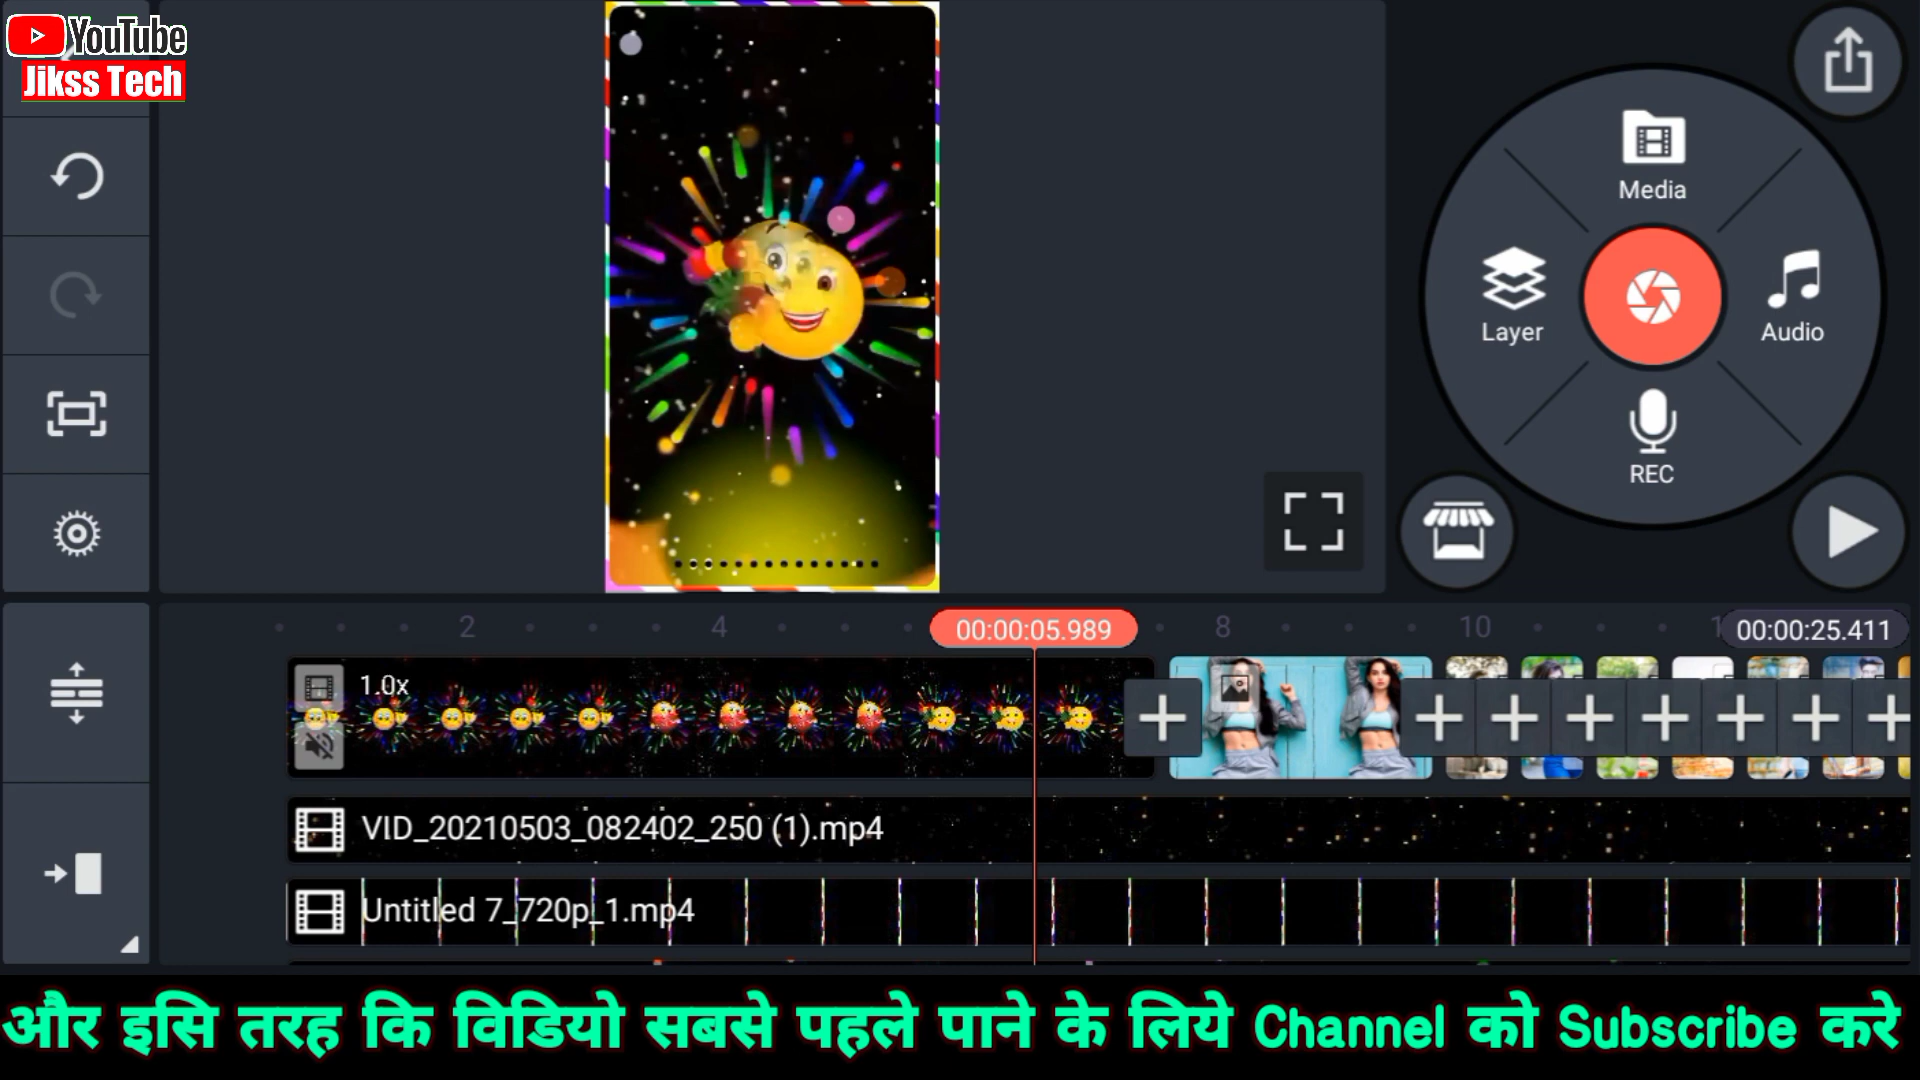 YouTube
Jikss Tech
Media
Layer
Audio
REC
2
4
00:00:05.989
8
10
00:00:25.411
1.0x
VID_20210503_082402_250 (1).mp4
Untitled 7_720p_1.mp4
और इसि तरह कि विडियो सबसे पहले पाने के लिये Channel को Subscribe करे